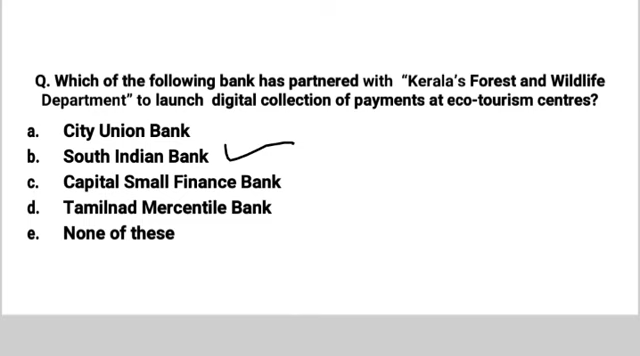 Q. Which of the following bank has partnered with “Kerala’s Forest and Wildlife
Department” to launch digital collection of payments at eco-tourism centres?
a. City Union Bank
b. South Indian Bank
c. Capital Small Finance Bank
d. Tamilnad Mercentile Bank
e. None of these